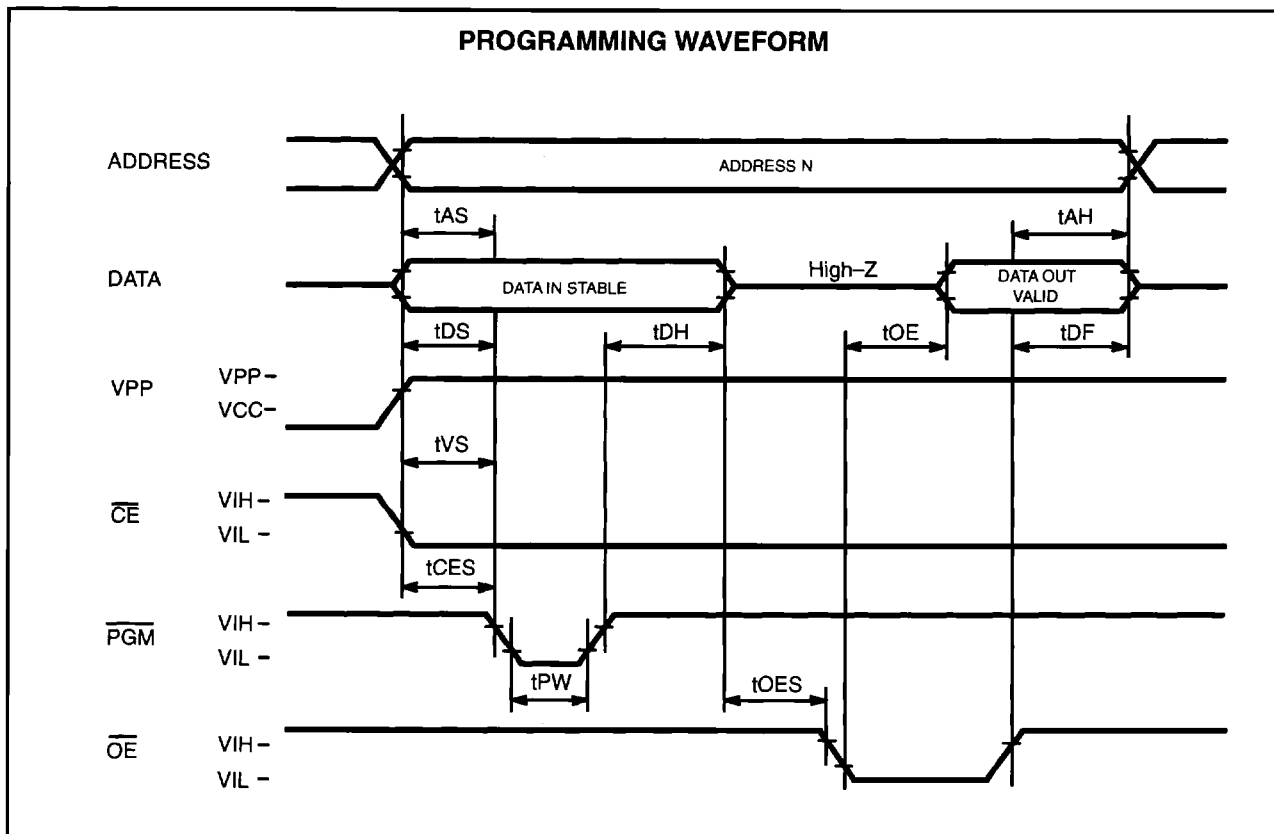 PROGRAMMING WAVEFORM
ADDRESS
ADDRESS N
tAS
tAH
DATA
DATA IN STABLE
High–Z
DATA OUT
VALID
tDS
tDH
tOE
tDF
VPP
VPP–
VCC–
tVS
CE
VIH–
VIL–
tCES
PGM
VIH–
VIL–
tPW
tOES
OE
VIH–
VIL–